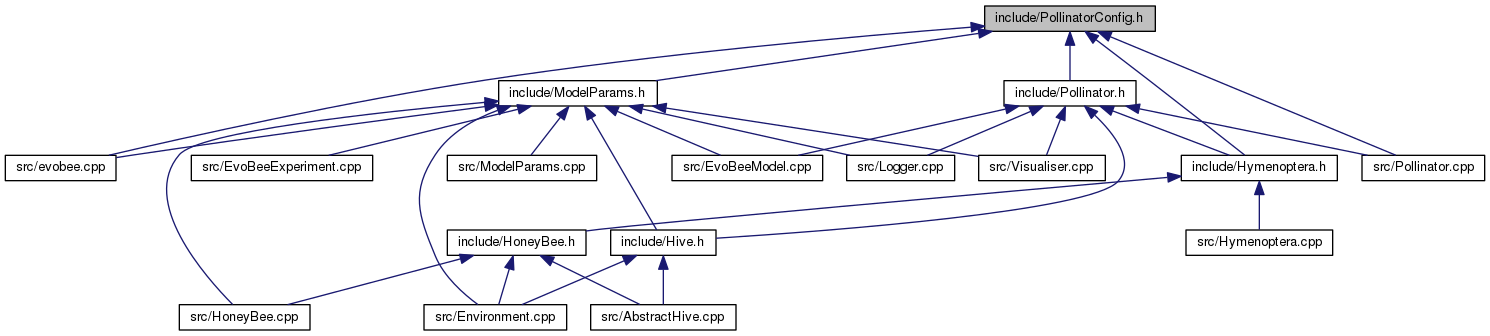 include/PollinatorConfig.h
include/ModelParams.h
include/Pollinator.h
src/evobee.cpp
src/EvoBeeExperiment.cpp
src/ModelParams.cpp
src/EvoBeeModel.cpp
src/Logger.cpp
src/Visualiser.cpp
include/Hymenoptera.h
src/Pollinator.cpp
include/HoneyBee.h
include/Hive.h
src/Hymenoptera.cpp
src/HoneyBee.cpp
src/Environment.cpp
src/AbstractHive.cpp